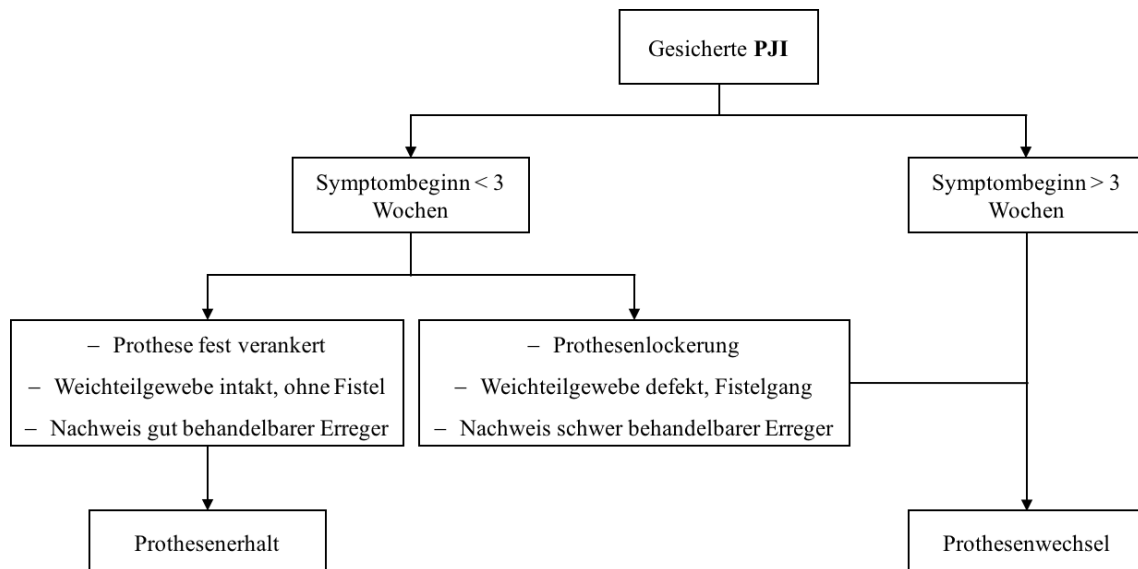 Gesicherte PJI
Symptombeginn < 3
Wochen
Symptombeginn > 3
Wochen
– Prothese fest verankert
– Weichteilgewebe intakt, ohne Fistel
– Nachweis gut behandelbarer Erreger
– Prothesenlockerung
– Weichteilgewebe defekt, Fistelgang
– Nachweis schwer behandelbarer Erreger
Prothesenerhalt
Prothesenwechsel